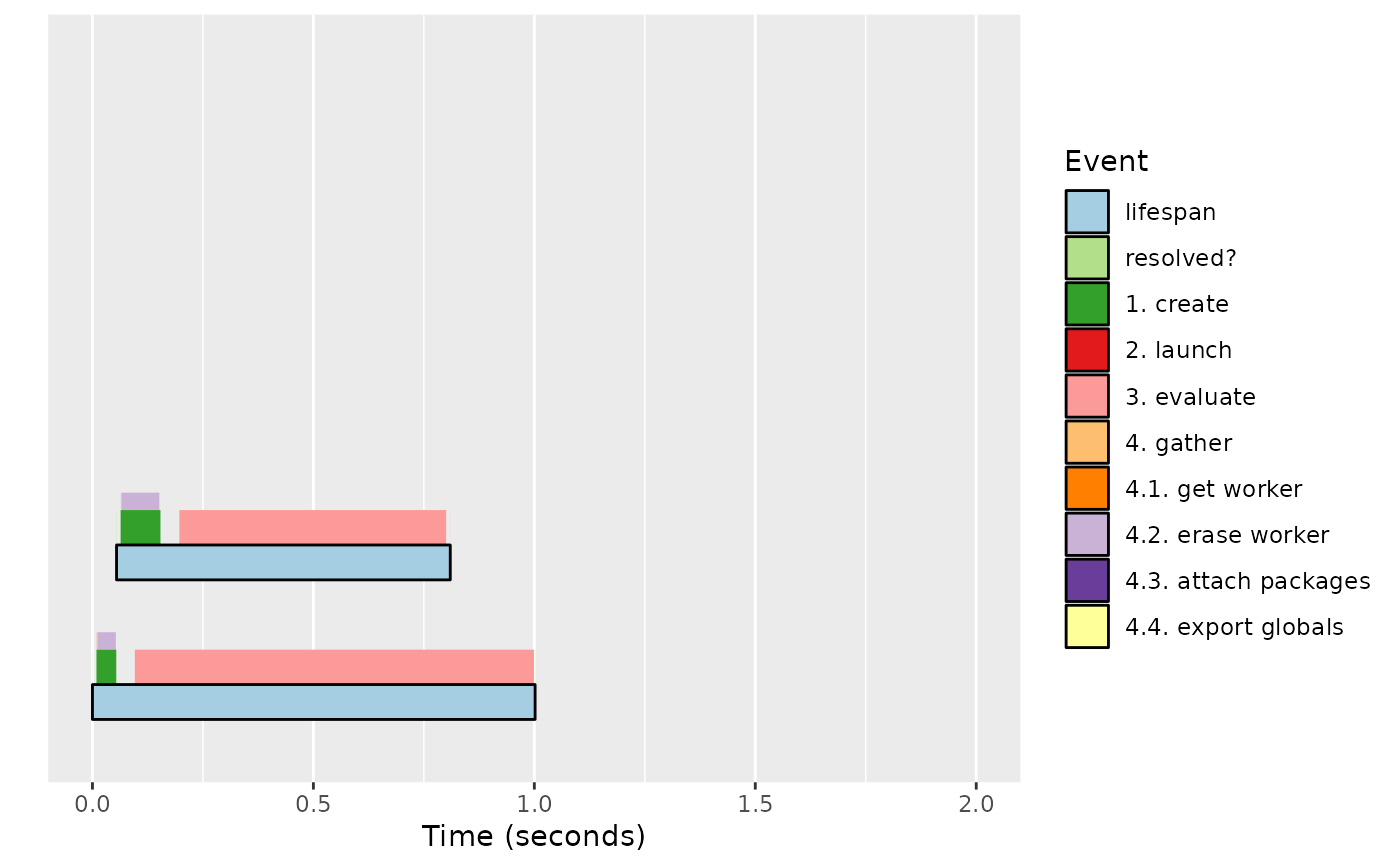 Event
lifespan
resolved?
1. create
2. launch
3. evaluate
4. gather
4.1. get worker
4.2. erase worker
4.3. attach packages
4.4. export globals
0.0 0.5 1.0 1.5 2.0
Time (seconds)